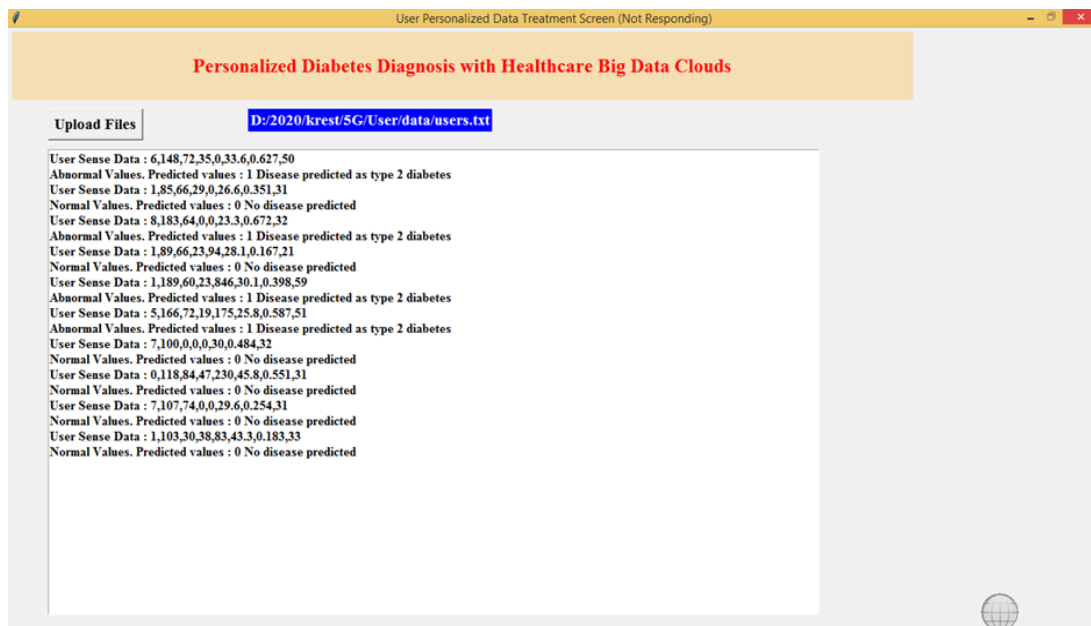 User Personalized Data Treatment Screen (Not Responding)
Personalized Diabetes Diagnosis with Healthcare Big Data Clouds
Upload Files
D:/2020/krest/5G/User/data/users.txt
User Sense Data : 6,148,72,35,0,33.6,0.627,50
Abnormal Values. Predicted values : 1 Disease predicted as type 2 diabetes
User Sense Data : 1,85,66,29,0,26.6,0.351,31
Normal Values. Predicted values : 0 No disease predicted
User Sense Data : 8,183,64,0,0,23.3,0.672,32
Abnormal Values. Predicted values : 1 Disease predicted as type 2 diabetes
User Sense Data : 1,89,66,23,94,28.1,0.167,21
Normal Values. Predicted values : 0 No disease predicted
User Sense Data : 1,189,60,23,846,30.1,0.398,59
Abnormal Values. Predicted values : 1 Disease predicted as type 2 diabetes
User Sense Data : 5,166,72,19,175,25.8,0.587,51
Abnormal Values. Predicted values : 1 Disease predicted as type 2 diabetes
User Sense Data : 7,100,0,0,0,30,0.484,32
Normal Values. Predicted values : 0 No disease predicted
User Sense Data : 0,118,84,47,230,45.8,0.551,31
Normal Values. Predicted values : 0 No disease predicted
User Sense Data : 7,107,74,0,0,29.6,0.254,31
Normal Values. Predicted values : 0 No disease predicted
User Sense Data : 1,103,30,38,83,43.3,0.183,33
Normal Values. Predicted values : 0 No disease predicted